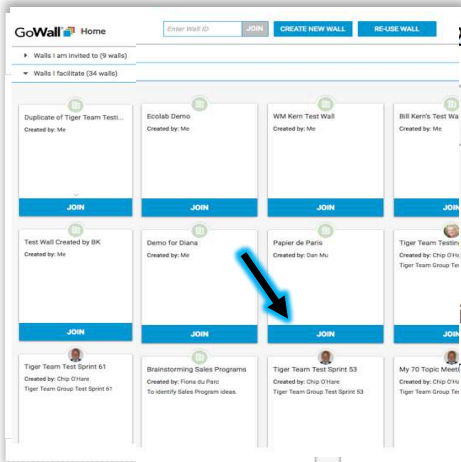 GoWall Home
Enter Wall ID JOIN CREATE NEW WALL RE-USE WALL
Walls I am invited to (9 walls)
Walls I facilitate (34 walls)
Duplicate of Tiger Team Testi...
Created by: Me
JOIN
Ecolab Demo
Created by: Me
JOIN
WM Kern Test Wall
Created by: Me
JOIN
Bill Kern's Test Wa
Created by: Me
JOIN
Test Wall Created by BK
Created by: Me
JOIN
Demo for Diana
Created by: Me
JOIN
Papier de Paris
Created by: Dan Mu
JOIN
Tiger Team Testin
Created by: Chip O'Ha
Tiger Team Group Te
JOIN
Tiger Team Test Sprint 61
Created by: Chip O'Hare
Tiger Team Group Test Sprint 61
Brainstorming Sales Programs
Created by: Fiona du Parc
To identify Sales Program ideas.
Tiger Team Test Sprint 53
Created by: Chip O'Hare
Tiger Team Group Test Sprint 53
My 70 Topic Meeti
Created by: Chip O'Ha
Tiger Team Group Tes